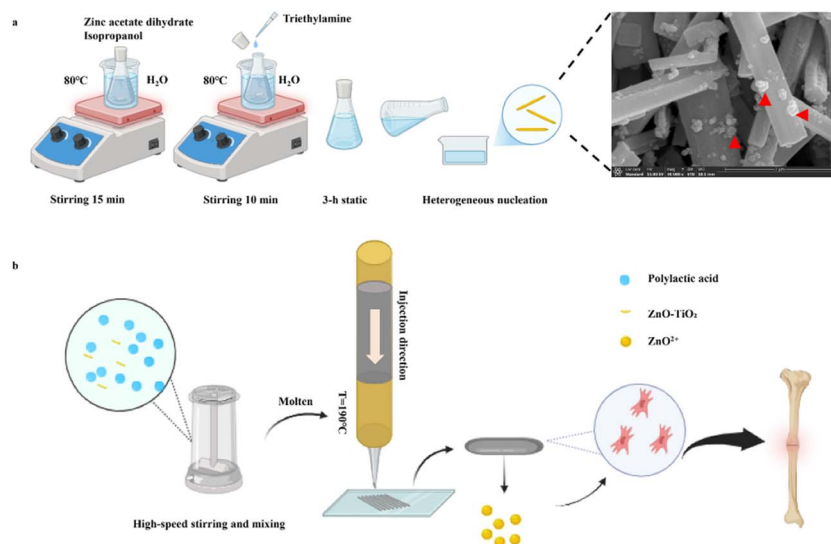 a
Zinc acetate dihydrate
Isopropanol
Triethylamine
80℃
H₂O
80℃
H₂O
Stirring 15 min
Stirring 10 min
3-h static
Heterogeneous nucleation
b
Injection direction
T=190℃
Molten
High-speed stirring and mixing
Polylactic acid
ZnO-TiO₂
ZnO²⁺